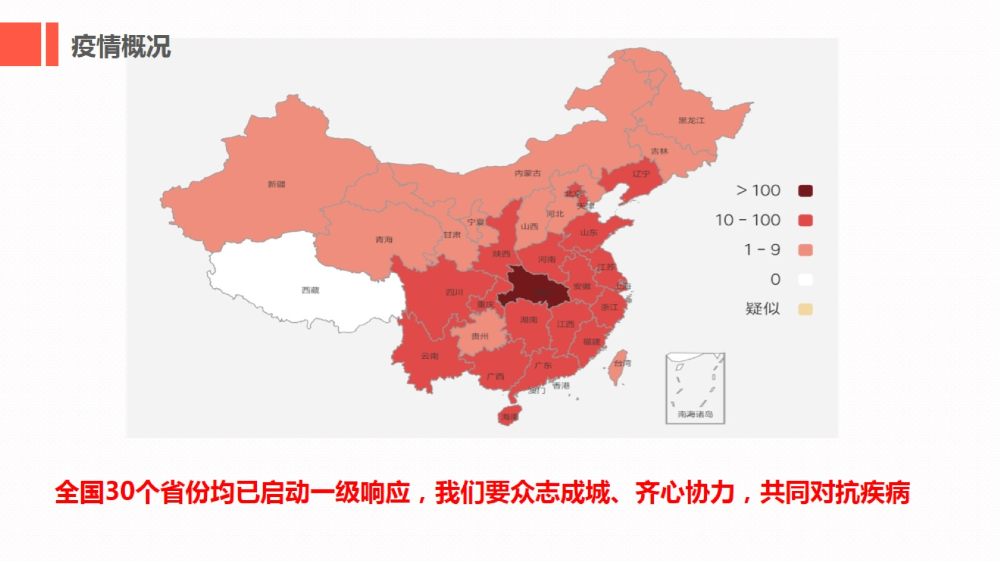 疫情概况
黑龙江
吉林
辽宁
内蒙古
新疆
北京
天津
河北
山西
宁夏
甘肃
青海
山东
陕西
河南
江苏
西藏
四川
安徽
上海
重庆
浙江
湖南
江西
贵州
福建
云南
广西
广东
台湾
香港
澳门
海南
南海诸岛
> 100
10 - 100
1 - 9
0
疑似
全国30个省份均已启动一级响应，我们要众志成城、齐心协力，共同对抗疾病